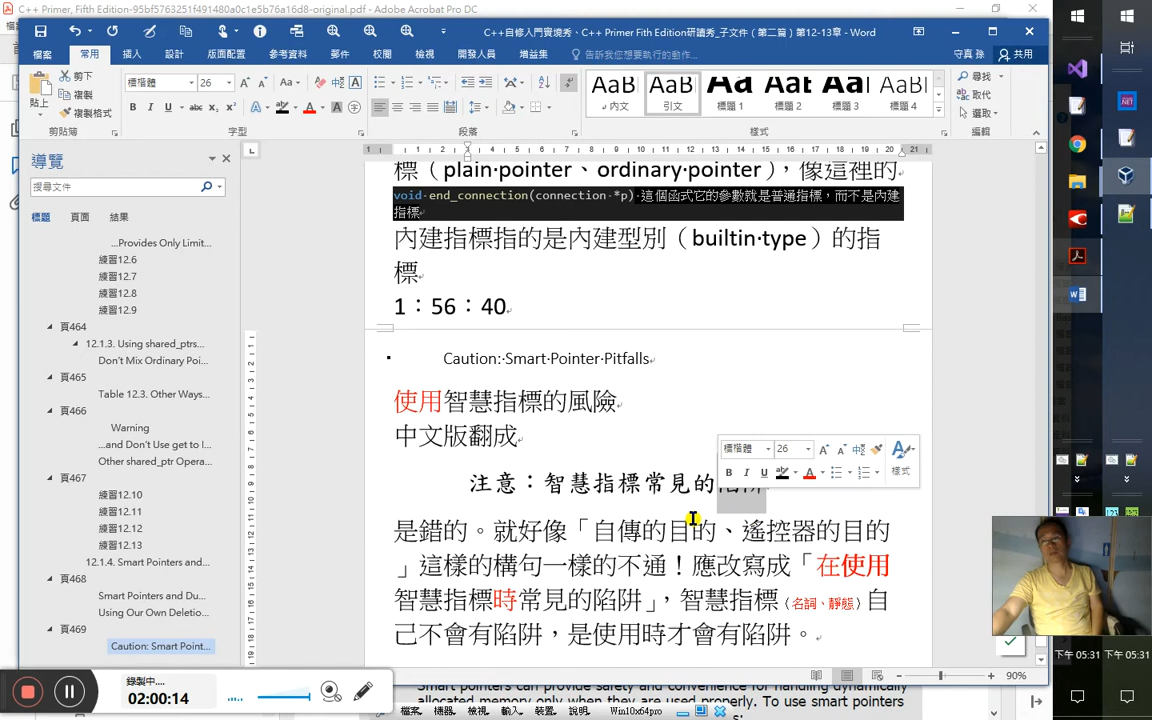 C++ Primer, Fifth Edition-95bf5763245f491480a0c1e5b76a16d8-original.pdf - Adobe Acrobat Pro DC
C++自修入門實境秀、C++ Primer Fifth Edition研讀秀_子文件（第二篇）第12-13章 - Word
檔案
常用
插入
設計
版面配置
參考資料
郵件
校閱
檢視
開發人員
增益集
告訴我您想要執行的動作...
守真 孫
共用
貼上
剪下
複製
複製格式
剪貼簿
標楷體
26
字型
段落
AaB
內文
AaB
引文
Aat
標題 1
Aat
標題 2
AaB
標題 3
AaBl
標題 4
樣式
尋找
取代
選取
編輯
導覽
搜尋文件
標題
頁面
結果
...Provides Only Limit...
練習12.6
練習12.7
練習12.8
練習12.9
頁464
12.1.3. Using shared_ptrs...
Don't Mix Ordinary Poi...
頁465
Table 12.3. Other Ways...
頁466
Warning
...and Don't Use get to I...
Other shared_ptr Opera...
頁467
練習12.10
練習12.11
練習12.12
練習12.13
12.1.4. Smart Pointers and...
頁468
Smart Pointers and Du...
Using Our Own Deletio...
頁469
Caution: Smart Point...
標（plain·pointer、ordinary·pointer），像這裡的
void end_connection(connection *p) 這個函式它的參數就是普通指標，而不是內建
指標
內建指標指的是內建型別（builtin·type）的指
標
1：56：40
Caution:·Smart·Pointer·Pitfalls
使用智慧指標的風險
中文版翻成
標楷體
26
樣式
注意：智慧指標常見的陷阱
是錯的。就好像「自傳的目的、遙控器的目的
」這樣的構句一樣的不通！應改寫成「在使用
智慧指標時常見的陷阱」，智慧指標（名詞、靜態）自
己不會有陷阱，是使用時才會有陷阱。
90%
錄製中...
02:00:14
Smart pointers can provide safety and convenience for handling dynamically
allocated memory only when they are used properly. To use smart pointers
檔案, 機器, 檢視, 輸入, 裝置, 說明, Win10x64pro
下午 05:31
下午 05:31